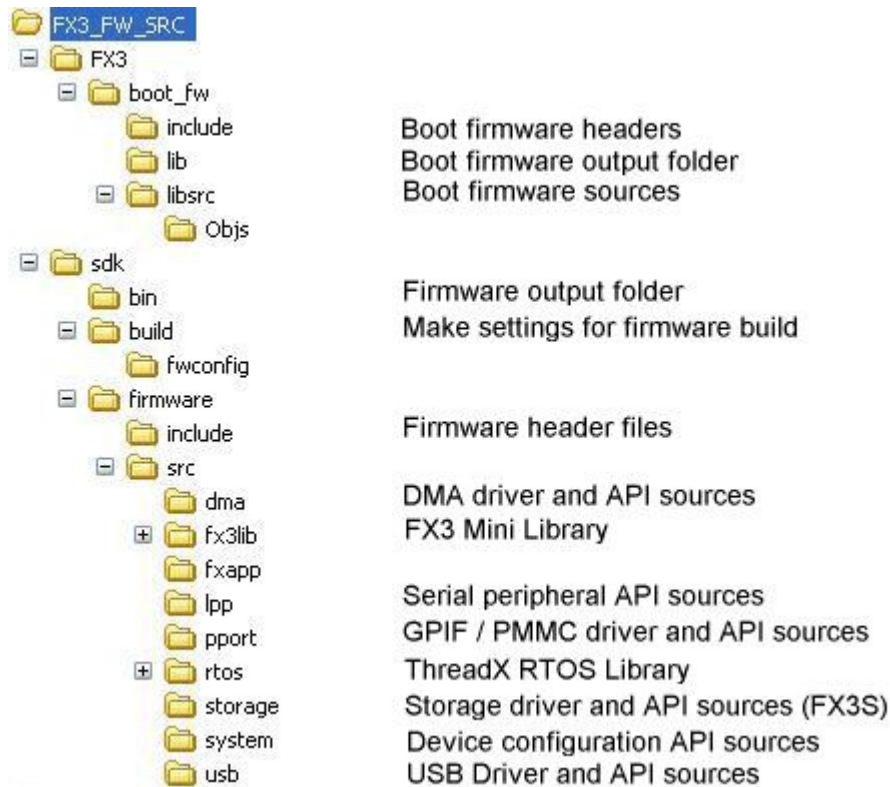 FX3_FW_SRC
FX3
boot_fw
include Boot firmware headers
lib Boot firmware output folder
libsrc Boot firmware sources
Objs
sdk
bin Firmware output folder
build Make settings for firmware build
fwconfig
firmware
include Firmware header files
src
dma DMA driver and API sources
fx3lib FX3 Mini Library
fxapp
lpp Serial peripheral API sources
pport GPIF / PMMC driver and API sources
rtos ThreadX RTOS Library
storage Storage driver and API sources (FX3S)
system Device configuration API sources
usb USB Driver and API sources